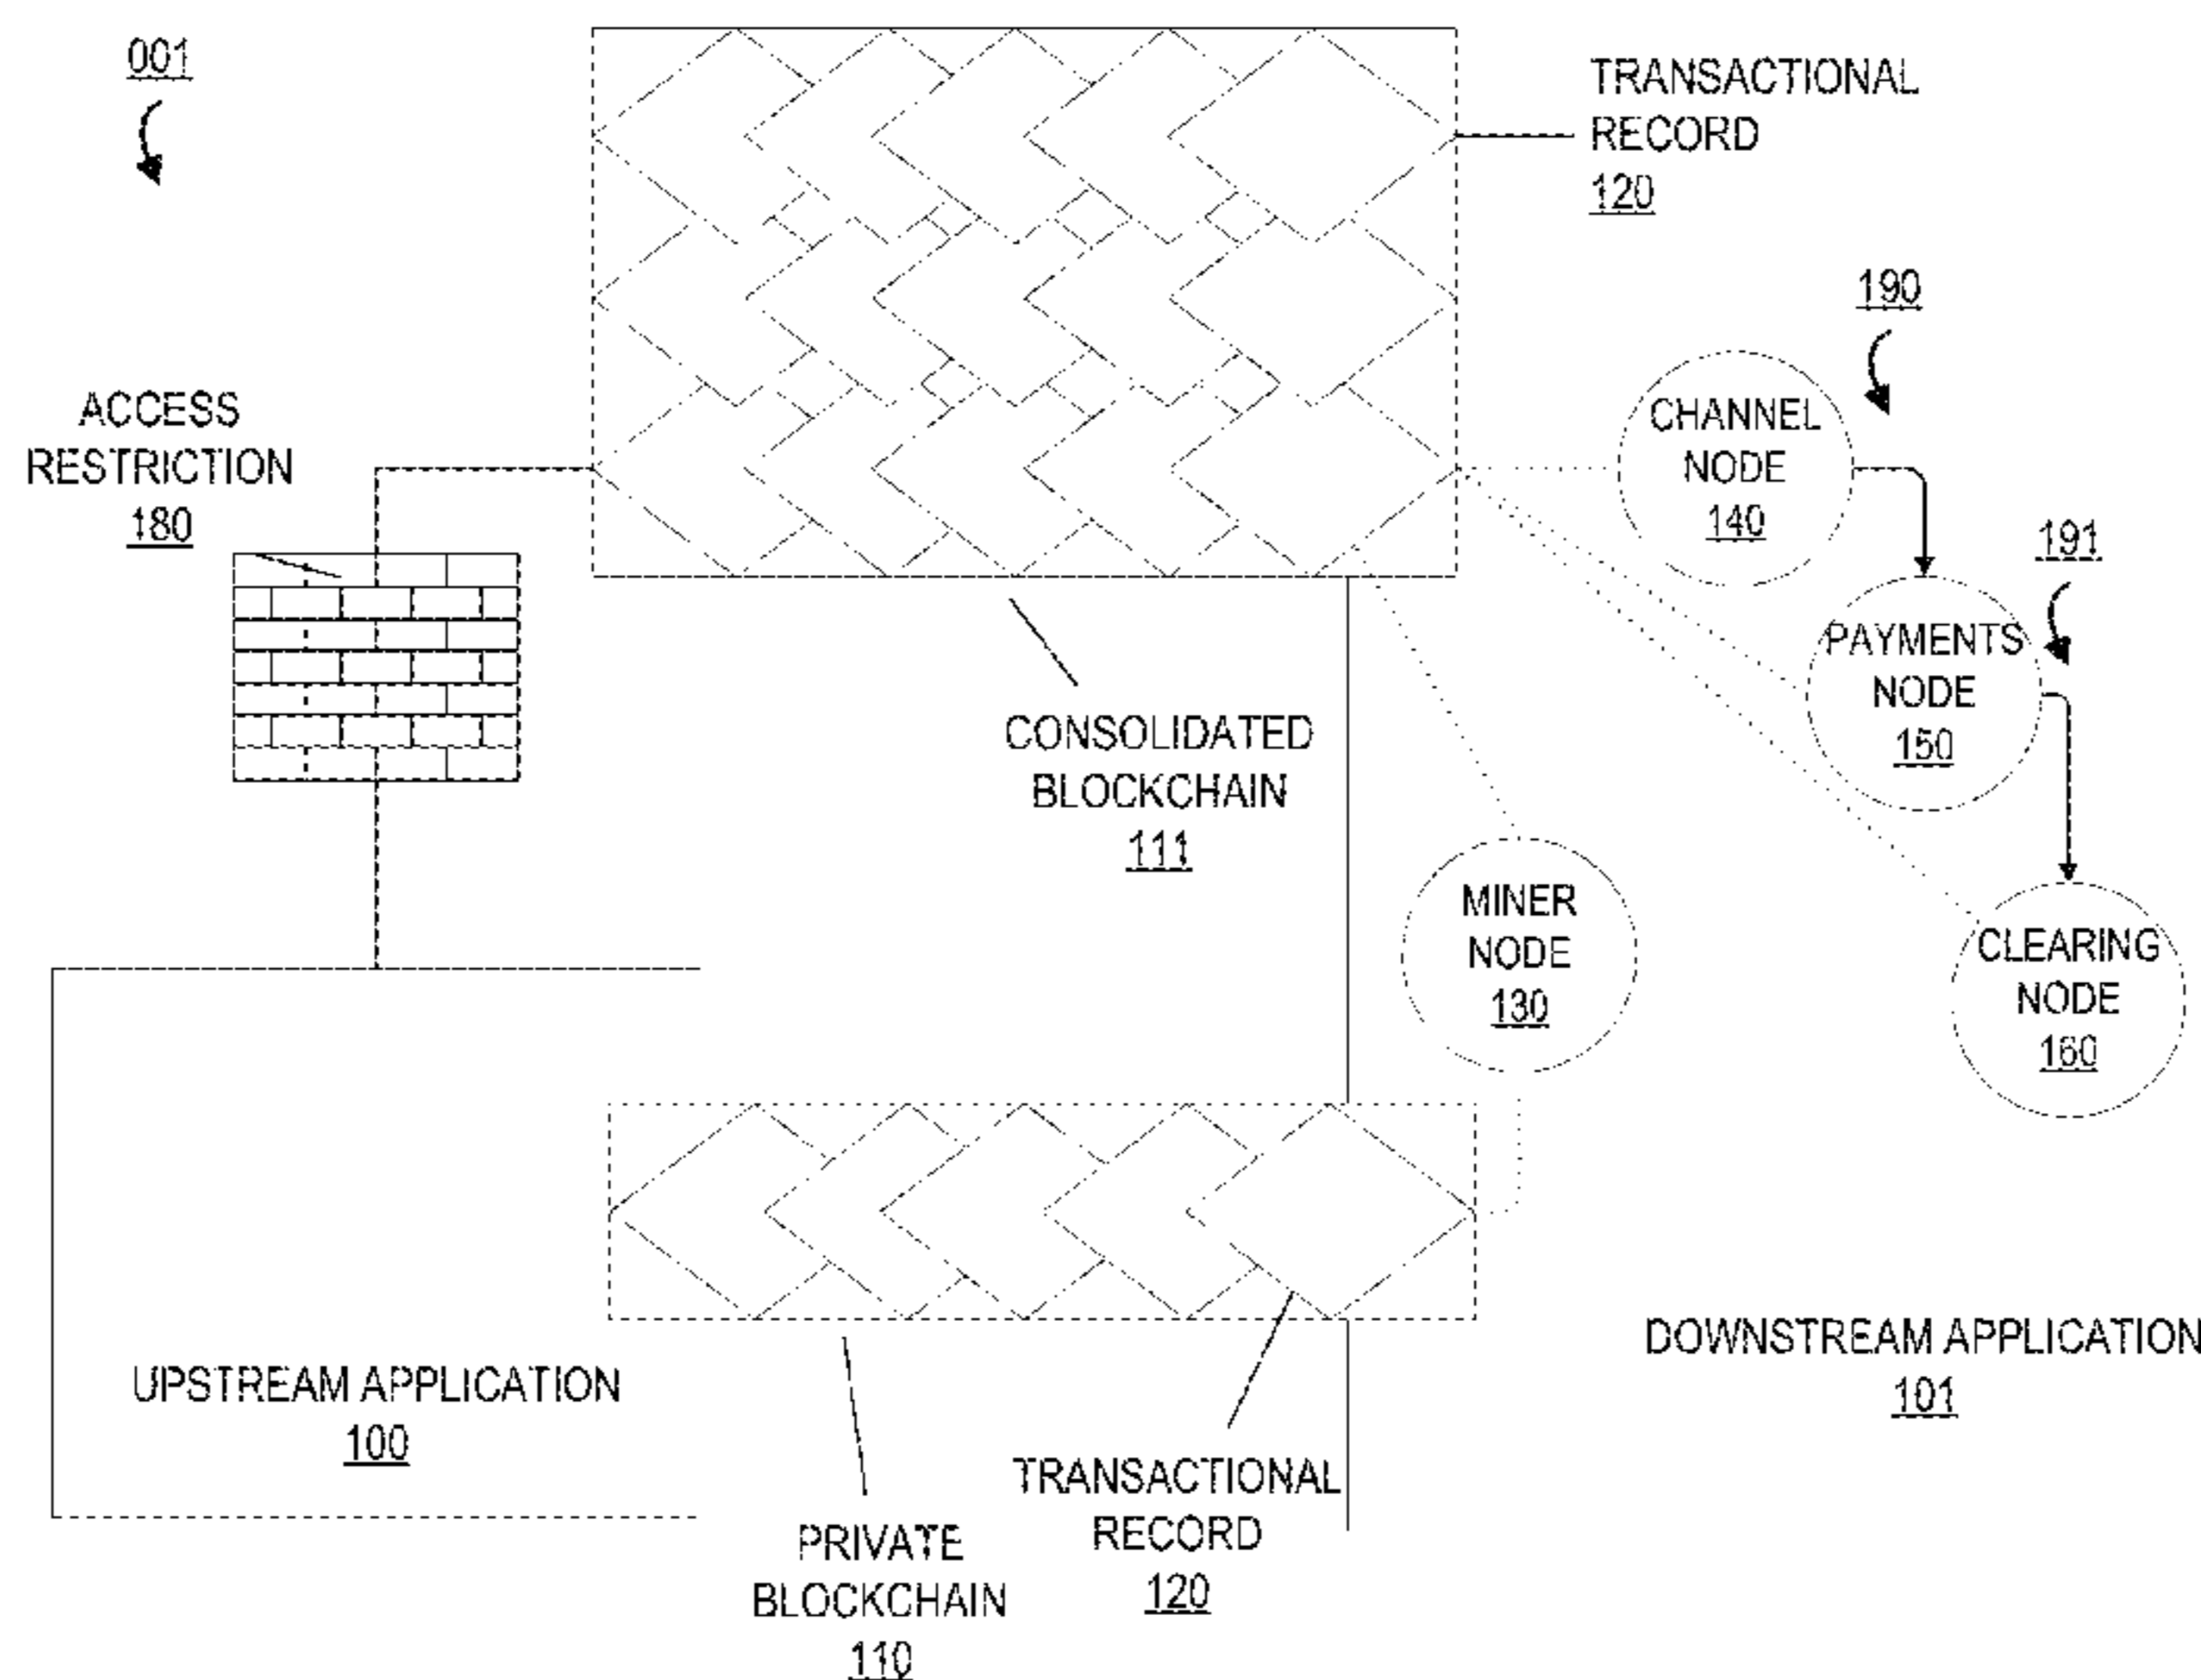 001
TRANSACTIONAL
RECORD
120
190
ACCESS
RESTRICTION
180
CHANNEL
NODE
140
191
PAYMENTS
NODE
150
CONSOLIDATED
BLOCKCHAIN
111
MINER
NODE
130
CLEARING
NODE
160
DOWNSTREAM APPLICATION
101
UPSTREAM APPLICATION
100
TRANSACTIONAL
RECORD
120
PRIVATE
BLOCKCHAIN
110